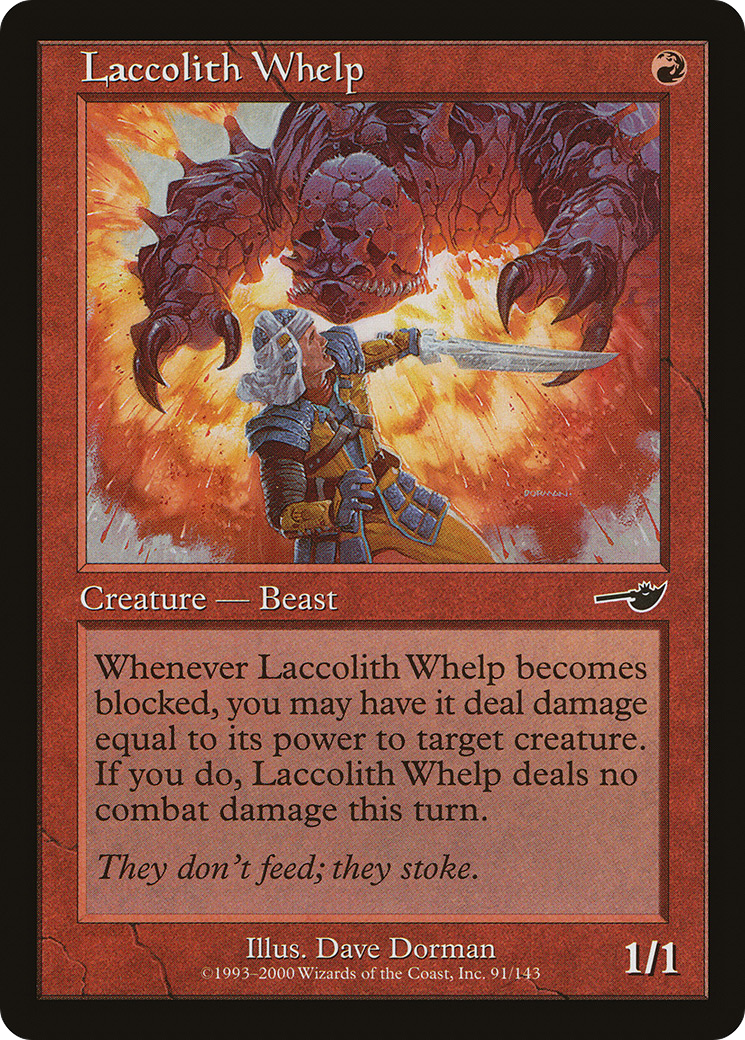 Laccolith Whelp
DORMAN
Creature — Beast
Whenever Laccolith Whelp becomes
blocked, you may have it deal damage
equal to its power to target creature.
If you do, Laccolith Whelp deals no
combat damage this turn.
They don't feed; they stoke.
Illus. Dave Dorman
1/1
©1993–2000 Wizards of the Coast, Inc. 91/143